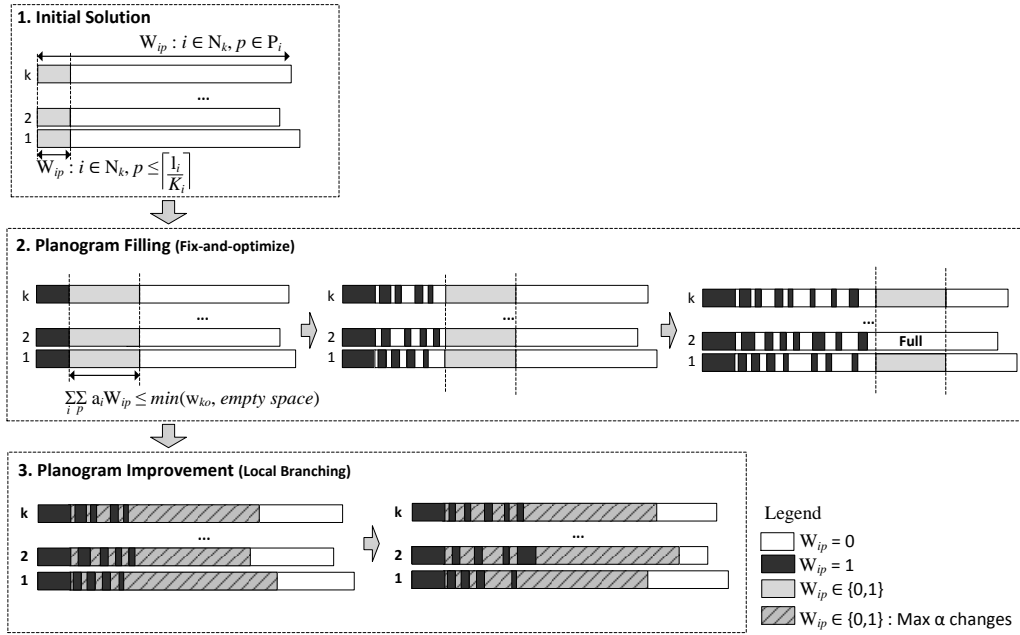 1. Initial Solution
W_ip : i ∈ N_k, p ∈ P_i
k
...
2
1
W_ip : i ∈ N_k, p ≤ ⌈l_i / K_i⌉
2. Planogram Filling (Fix-and-optimize)
k
...
2
1
k
...
2
1
k
...
2
Full
1
∑_i ∑_p a_i W_ip ≤ min(w_ko, empty space)
3. Planogram Improvement (Local Branching)
k
...
2
1
k
...
2
1
Legend
W_ip = 0
W_ip = 1
W_ip ∈ {0,1}
W_ip ∈ {0,1} : Max α changes